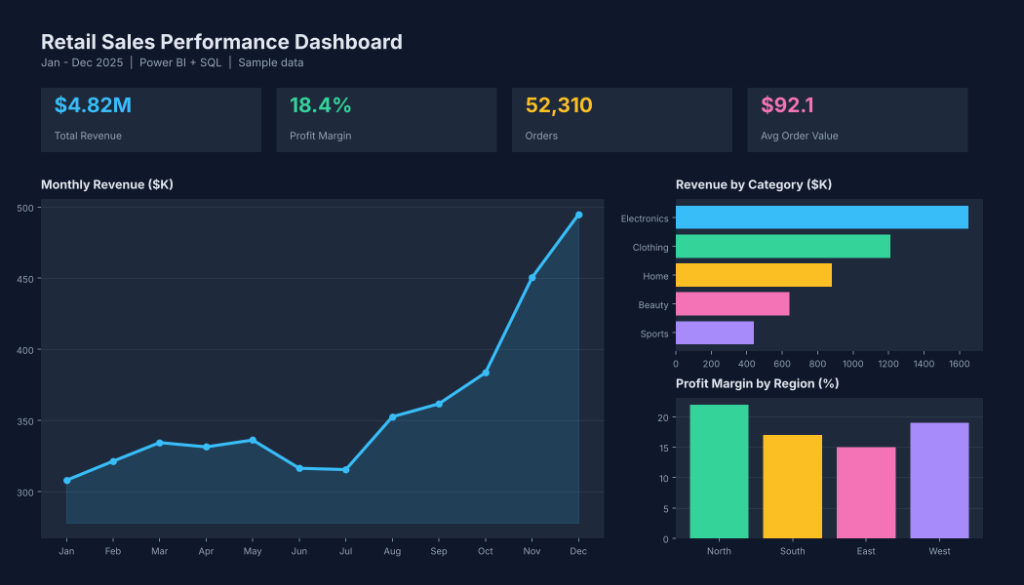 Retail Sales Performance Dashboard
Jan - Dec 2025 | Power BI + SQL | Sample data
$4.82M
Total Revenue
18.4%
Profit Margin
52,310
Orders
$92.1
Avg Order Value
Monthly Revenue ($K)
500
450
400
350
300
Jan Feb Mar Apr May Jun Jul Aug Sep Oct Nov Dec
Revenue by Category ($K)
Electronics
Clothing
Home
Beauty
Sports
0 200 400 600 800 1000 1200 1400 1600
Profit Margin by Region (%)
20
15
10
5
0
North South East West